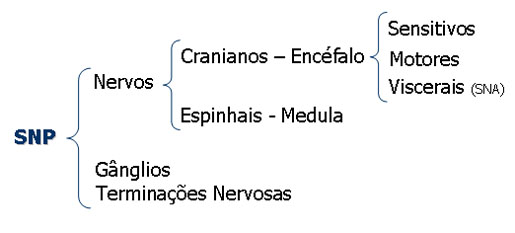 SNP
Nervos
Cranianos – Encéfalo
Sensitivos
Motores
Viscerais (SNA)
Espinhais - Medula
Gânglios
Terminações Nervosas